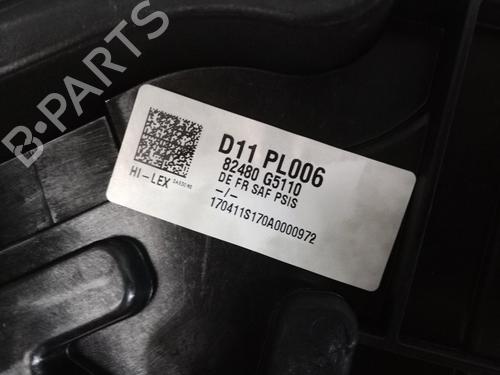 B-PARTS
D11 PL006
82480 G5110
DE FR SAF PSIS
-/-
170411S170A0000972
HI-LEX